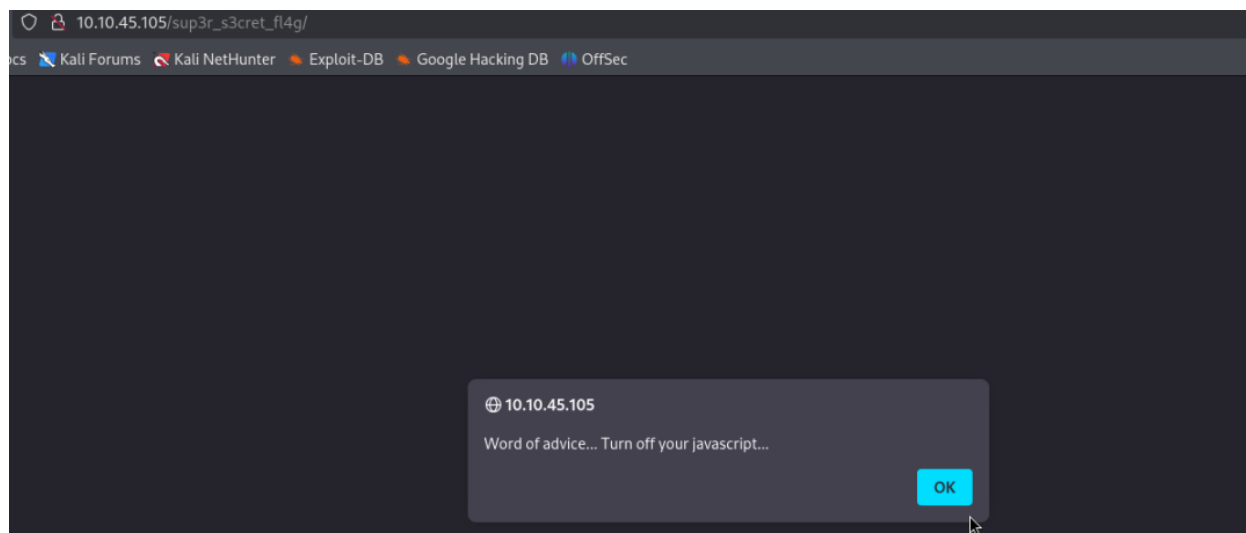 10.10.45.105/sup3r_s3cret_fl4g/
ocs Kali Forums Kali NetHunter Exploit-DB Google Hacking DB OffSec
10.10.45.105
Word of advice... Turn off your javascript...
OK